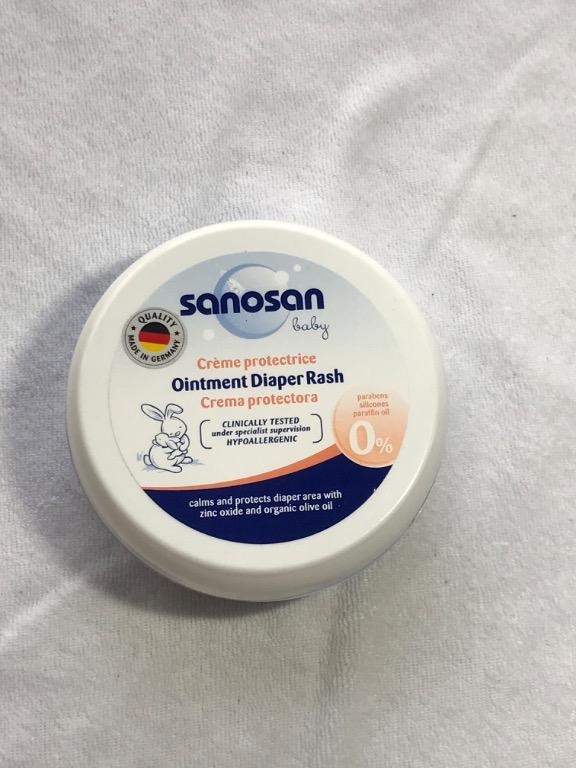 sanosan
baby
QUALITY
MADE IN GERMANY
Crème protectrice
Ointment Diaper Rash
Crema protectora
CLINICALLY TESTED
under specialist supervision
HYPOALLERGENIC
parabens
silicones
paraffin oil
0%
calms and protects diaper area with
zinc oxide and organic olive oil